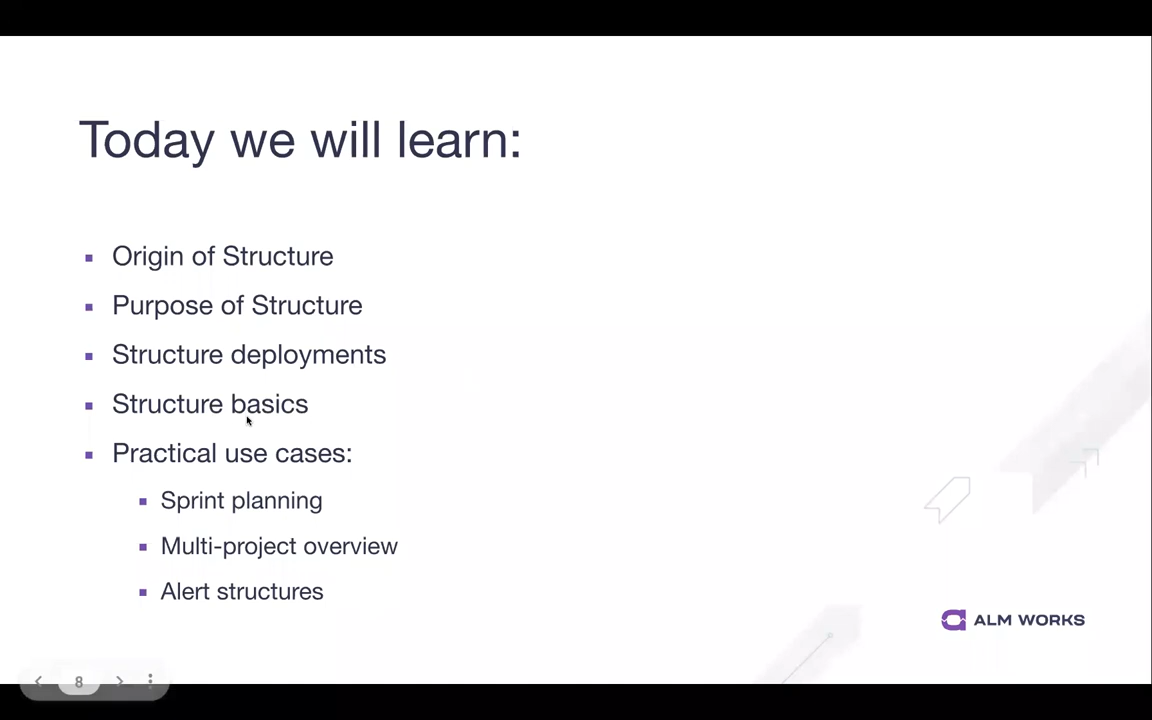 Today we will learn:
Origin of Structure
Purpose of Structure
Structure deployments
Structure basics
Practical use cases:
Sprint planning
Multi-project overview
Alert structures
ALM WORKS
8